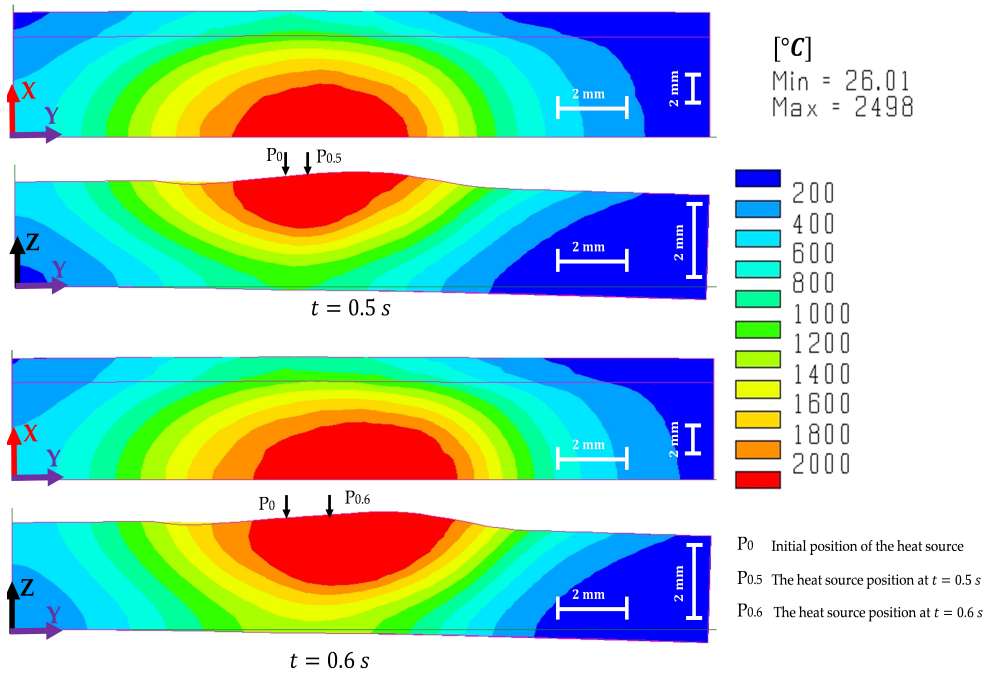 X
Y
2 mm
2 mm
[°C]
Min = 26.01
Max = 2498
P0
P0.5
Z
Y
2 mm
2 mm
t = 0.5 s
200
400
600
800
1000
1200
1400
1600
1800
2000
X
Y
2 mm
2 mm
P0
P0.6
Z
Y
2 mm
2 mm
t = 0.6 s
P0 Initial position of the heat source
P0.5 The heat source position at t = 0.5 s
P0.6 The heat source position at t = 0.6 s